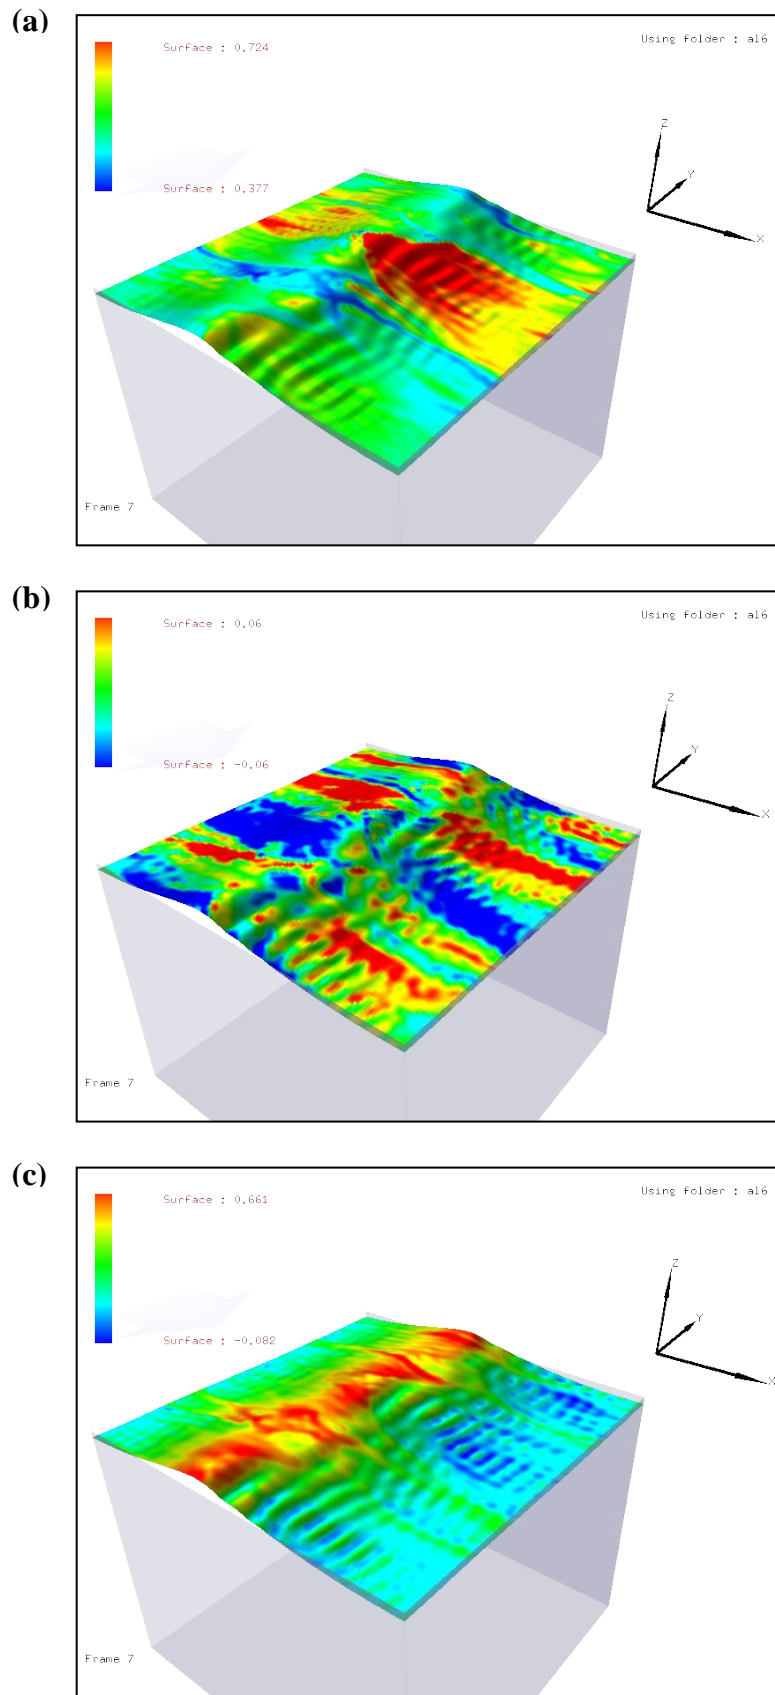 (a)
Surface : 0.724
Using folder : al6
Surface : 0.377
Z
Y
X
Frame 7
(b)
Surface : 0.06
Using folder : al6
Surface : -0.06
Z
Y
X
Frame 7
(c)
Surface : 0.661
Using folder : al6
Surface : -0.082
Z
Y
X
Frame 7